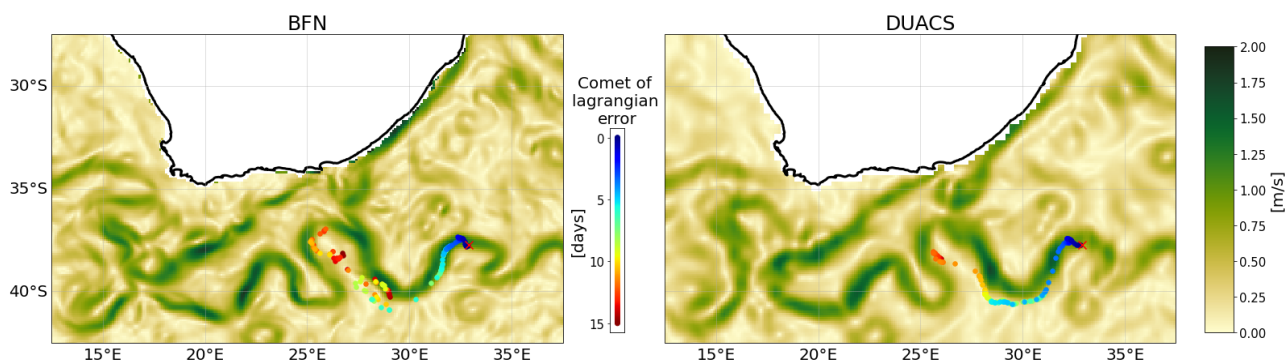 BFN
DUACS
30°S
35°S
40°S
15°E 20°E 25°E 30°E 35°E
Comet of
lagrangian
error
0
5
10
15
[days]
15°E 20°E 25°E 30°E 35°E
2.00
1.75
1.50
1.25
1.00
0.75
0.50
0.25
0.00
[m/s]